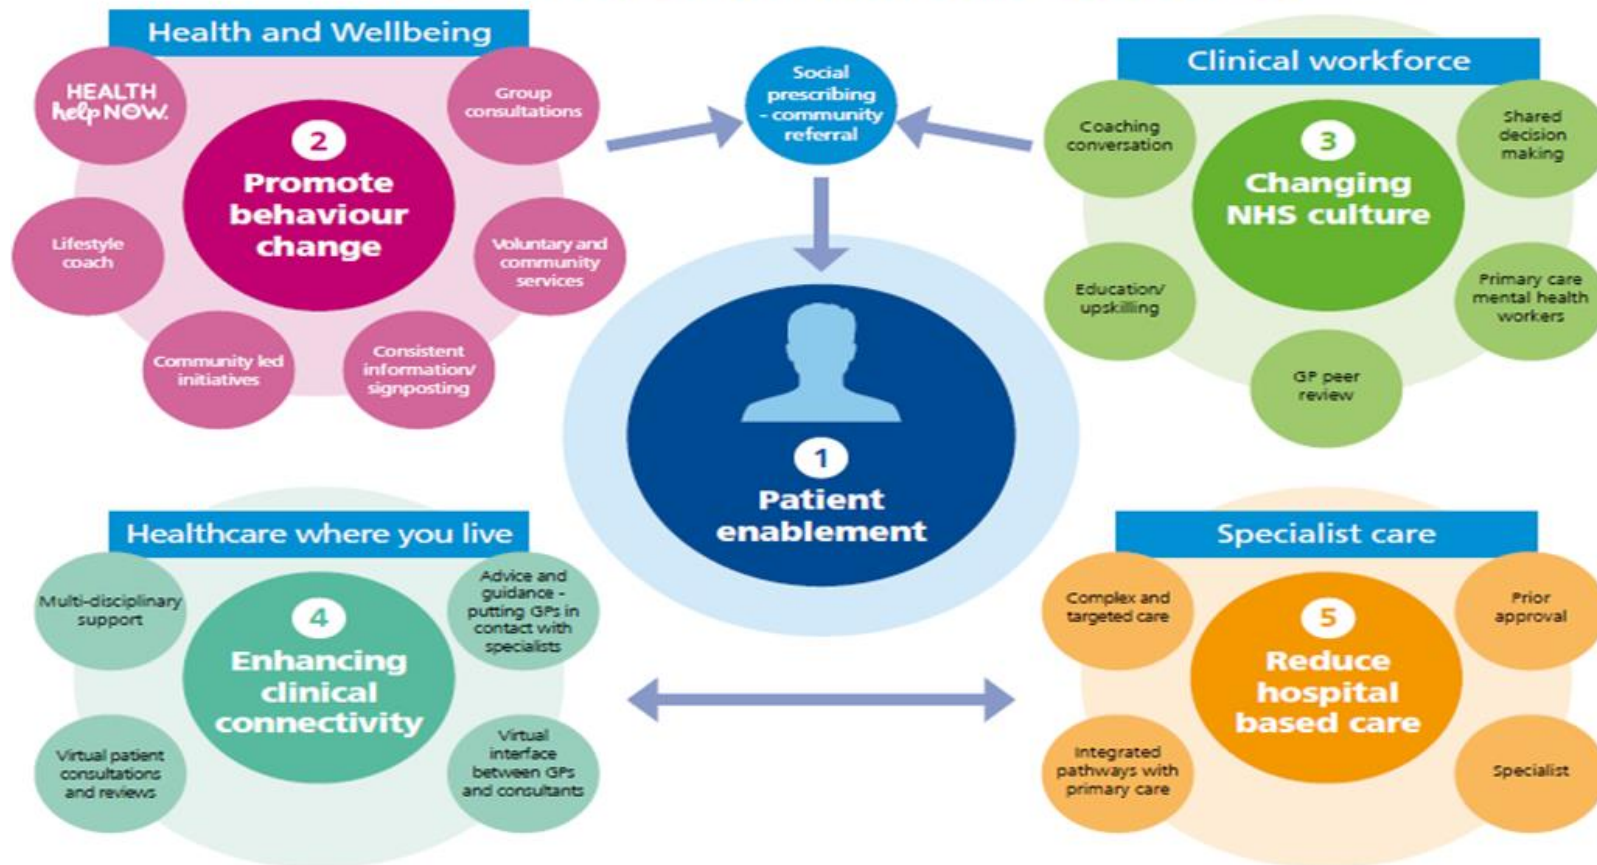 Health and Wellbeing
HEALTH
help NOW.
Group
consultations
2
Promote
behaviour
change
Lifestyle
coach
Voluntary and
community
services
Community led
initiatives
Consistent
information/
signposting
Social
prescribing
- community
referral
Clinical workforce
Coaching
conversation
Shared
decision
making
3
Changing
NHS culture
Education/
upskilling
Primary care
mental health
workers
GP peer
review
1
Patient
enablement
Healthcare where you live
Multi-disciplinary
support
Advice and
guidance -
putting GPs in
contact with
specialists
4
Enhancing
clinical
connectivity
Virtual patient
consultations
and reviews
Virtual
interface
between GPs
and consultants
Specialist care
Complex and
targeted care
Prior
approval
5
Reduce
hospital
based care
Integrated
pathways with
primary care
Specialist